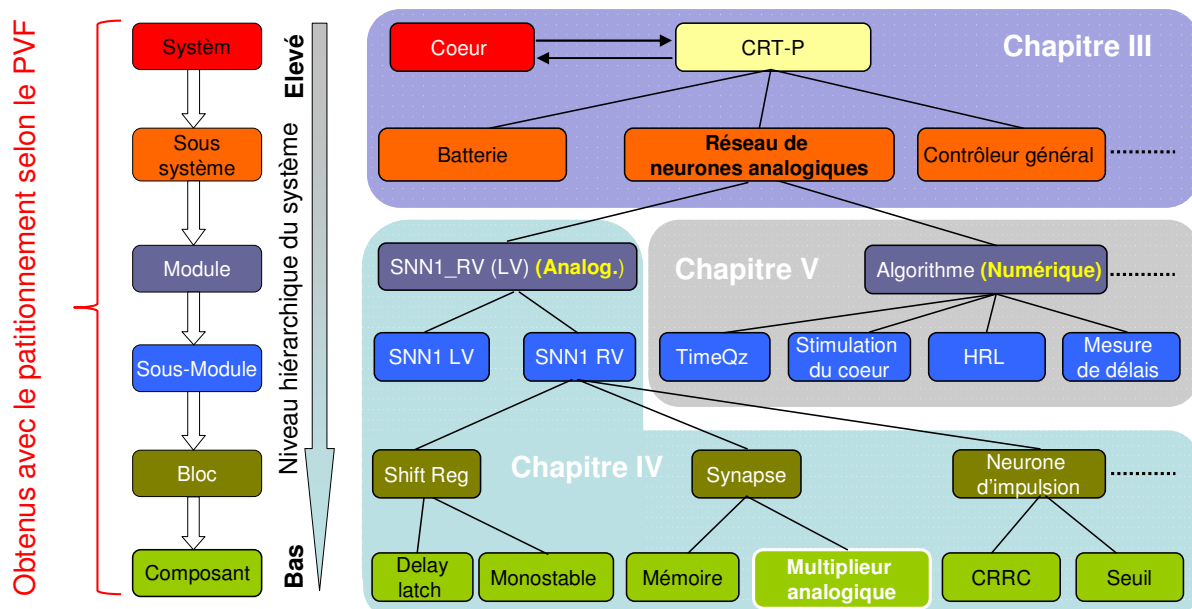 Obtenus avec le patitionnement selon le PVF
Systèm
Sous
système
Module
Sous-Module
Bloc
Composant
Elevé
Niveau hiérarchique du système
Bas
Coeur
CRT-P
Chapitre III
Batterie
Réseau de
neurones analogiques
Contrôleur général
SNN1_RV (LV) (Analog.)
Chapitre V
Algorithme (Numérique)
SNN1 LV
SNN1 RV
TimeQz
Stimulation
du coeur
HRL
Mesure
de délais
Chapitre IV
Shift Reg
Synapse
Neurone
d'impulsion
Delay
latch
Monostable
Mémoire
Multiplieur
analogique
CRRC
Seuil